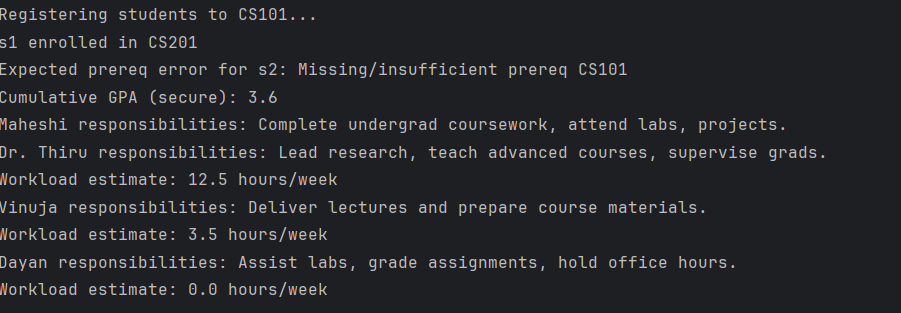 Registering students to CS101...
s1 enrolled in CS201
Expected prereq error for s2: Missing/insufficient prereq CS101
Cumulative GPA (secure): 3.6
Maheshi responsibilities: Complete undergrad coursework, attend labs, projects.
Dr. Thiru responsibilities: Lead research, teach advanced courses, supervise grads.
Workload estimate: 12.5 hours/week
Vinuja responsibilities: Deliver lectures and prepare course materials.
Workload estimate: 3.5 hours/week
Dayan responsibilities: Assist labs, grade assignments, hold office hours.
Workload estimate: 0.0 hours/week